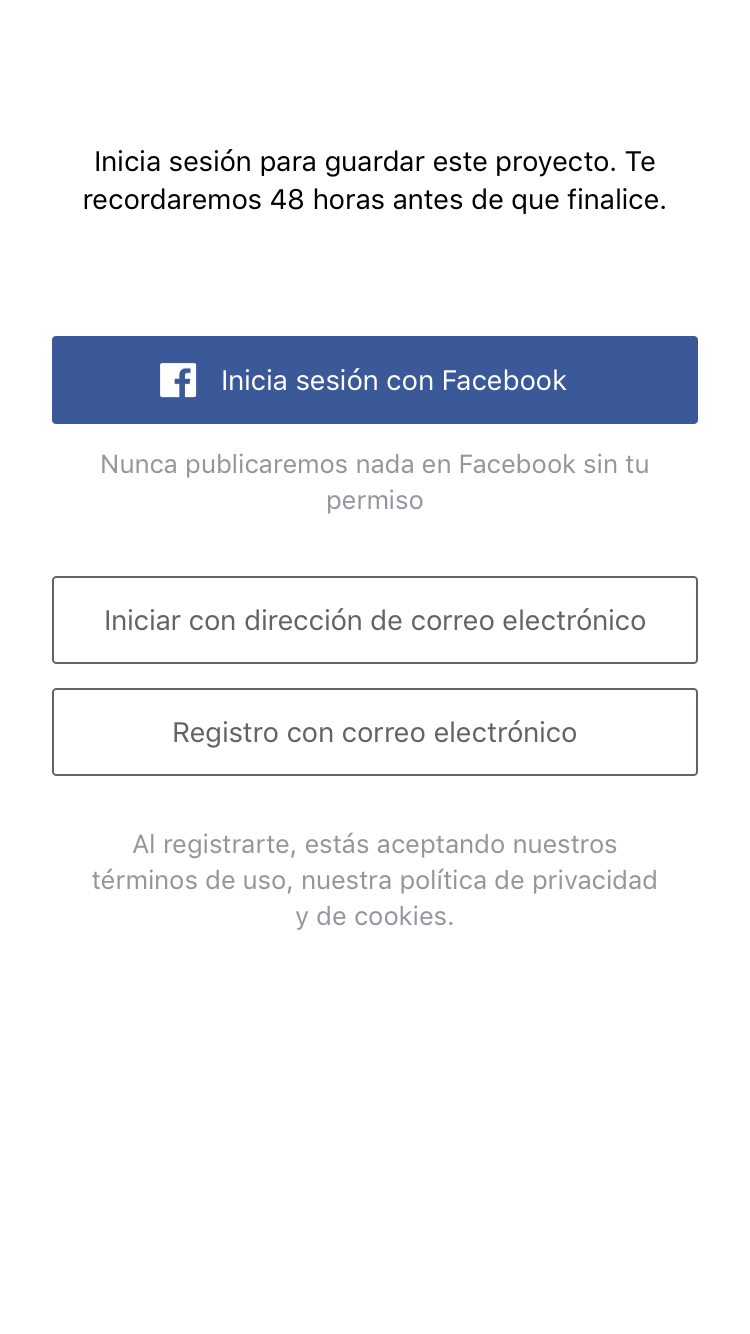 Inicia sesión para guardar este proyecto. Te
recordaremos 48 horas antes de que finalice.
Inicia sesión con Facebook
Nunca publicaremos nada en Facebook sin tu
permiso
Iniciar con dirección de correo electrónico
Registro con correo electrónico
Al registrarte, estás aceptando nuestros
términos de uso, nuestra política de privacidad
y de cookies.